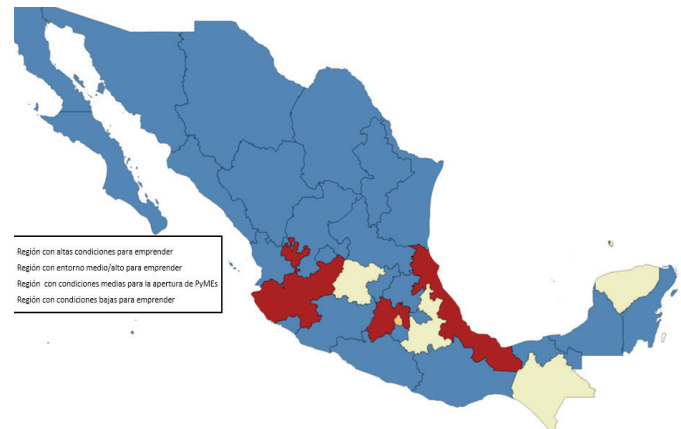 Región con altas condiciones para emprender
Región con entorno medio/alto para emprender
Región con condiciones medias para la apertura de PyMEs
Región con condiciones bajas para emprender